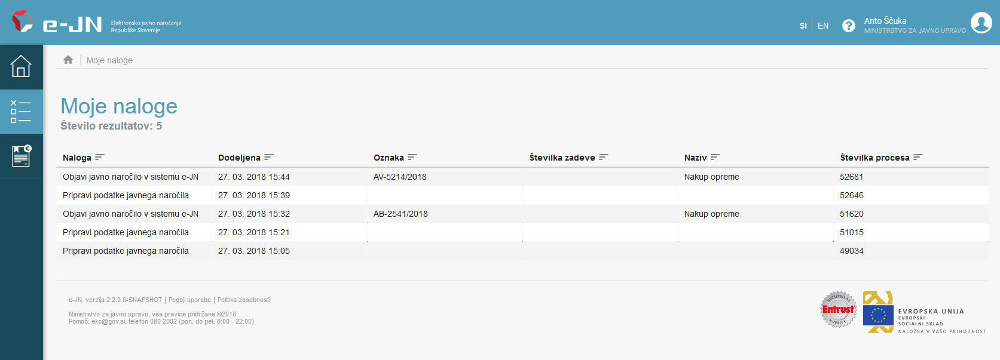 e-JN
Elektronsko javno naročanje
Republike Slovenije
SI EN ? Anto Ščuka
MINISTRSTVO ZA JAVNO UPRAVO
Moje naloge
Moje naloge
Število rezultatov: 5
Naloga Dodeljena Oznaka Številka zadeve Naziv Številka procesa
Objavi javno naročilo v sistemu e-JN 27. 03. 2018 15:44 AV-5214/2018 Nakup opreme 52681
Pripravi podatke javnega naročila 27. 03. 2018 15:39 52646
Objavi javno naročilo v sistemu e-JN 27. 03. 2018 15:32 AB-2541/2018 Nakup opreme 51620
Pripravi podatke javnega naročila 27. 03. 2018 15:21 51015
Pripravi podatke javnega naročila 27. 03. 2018 15:05 49034
e-JN, verzija 2.2.0.0-SNAPSHOT | Pogoji uporabe | Politika zasebnosti
Ministrstvo za javno upravo, vse pravice pridržane ©2018
Pomoč: ekc@gov.si, telefon 080 2002 (pon. do pet. 8:00 - 22:00)
SECURED BY
Entrust
VERIFY
EVROPSKA UNIJA
EVROPSKI
SOCIALNI SKLAD
NALOŽBA V VAŠO PRIHODNOST